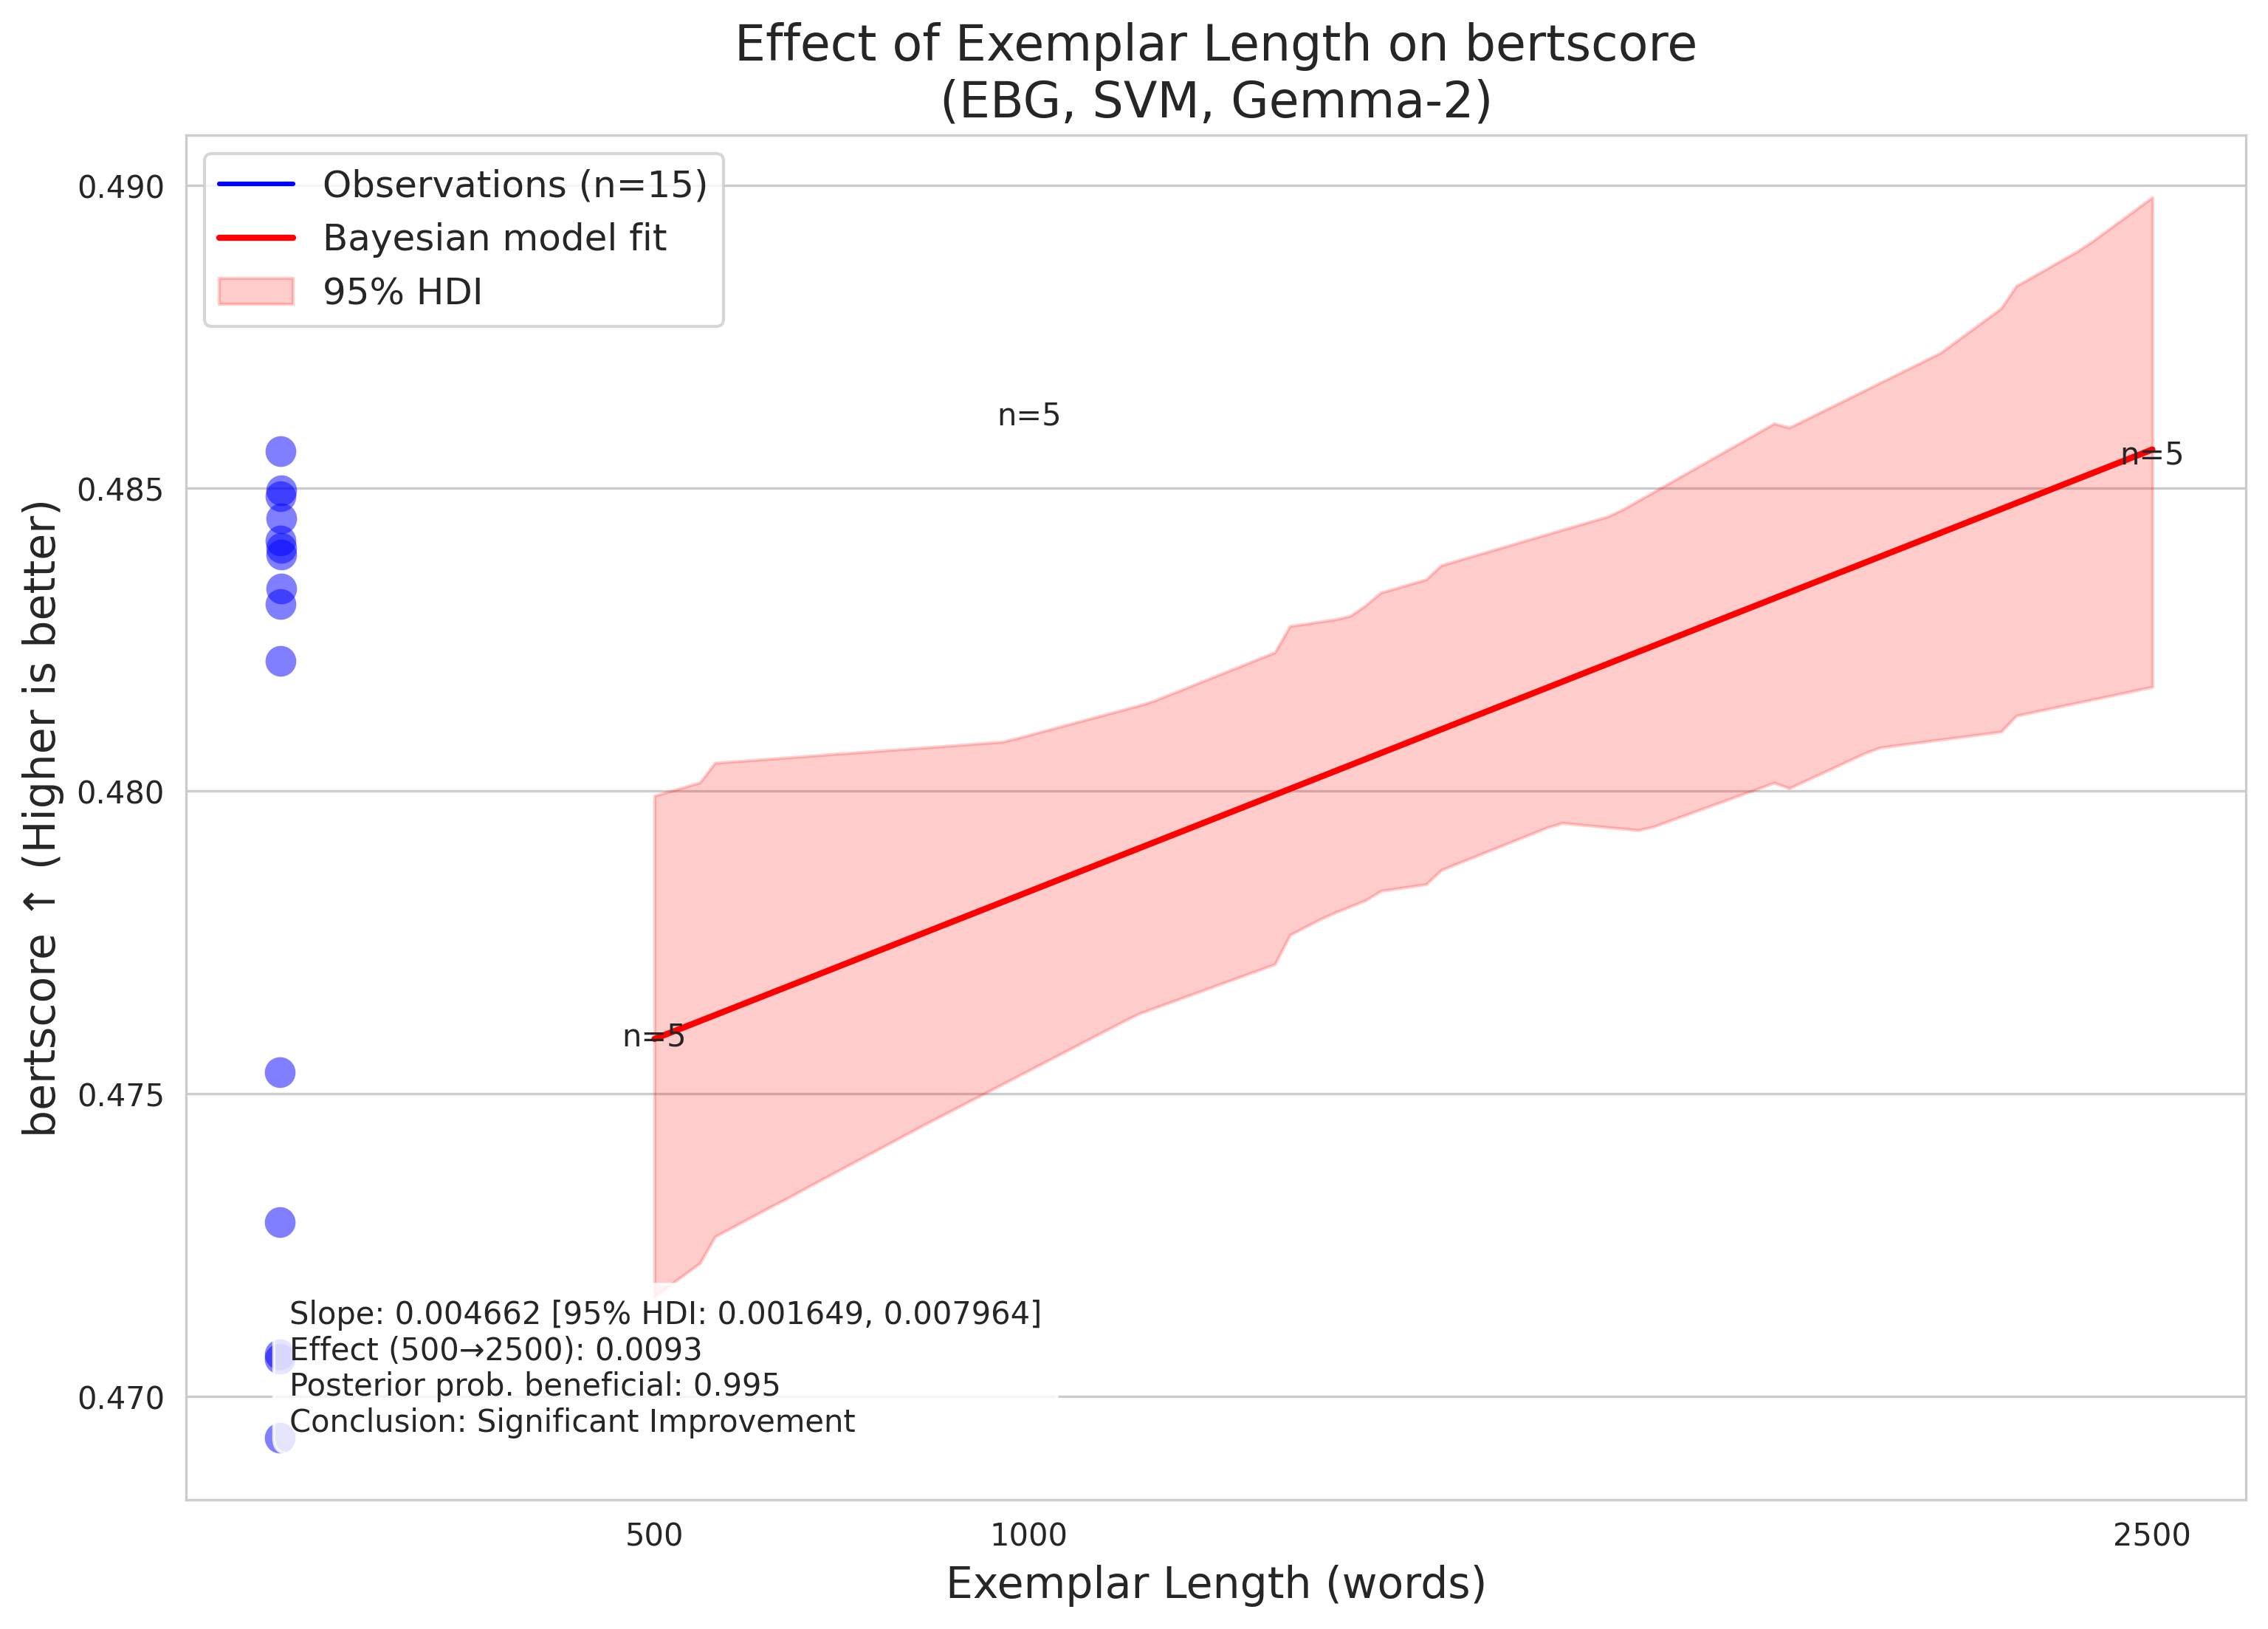 Effect of Exemplar Length on bertscore
(EBG, SVM, Gemma-2)
Observations (n=15)
Bayesian model fit
95% HDI
bertscore ↑ (Higher is better)
0.490
0.485
0.480
0.475
0.470
n=5
n=5
n=5
Slope: 0.004662 [95% HDI: 0.001649, 0.007964]
Effect (500→2500): 0.0093
Posterior prob. beneficial: 0.995
Conclusion: Significant Improvement
500
1000
2500
Exemplar Length (words)